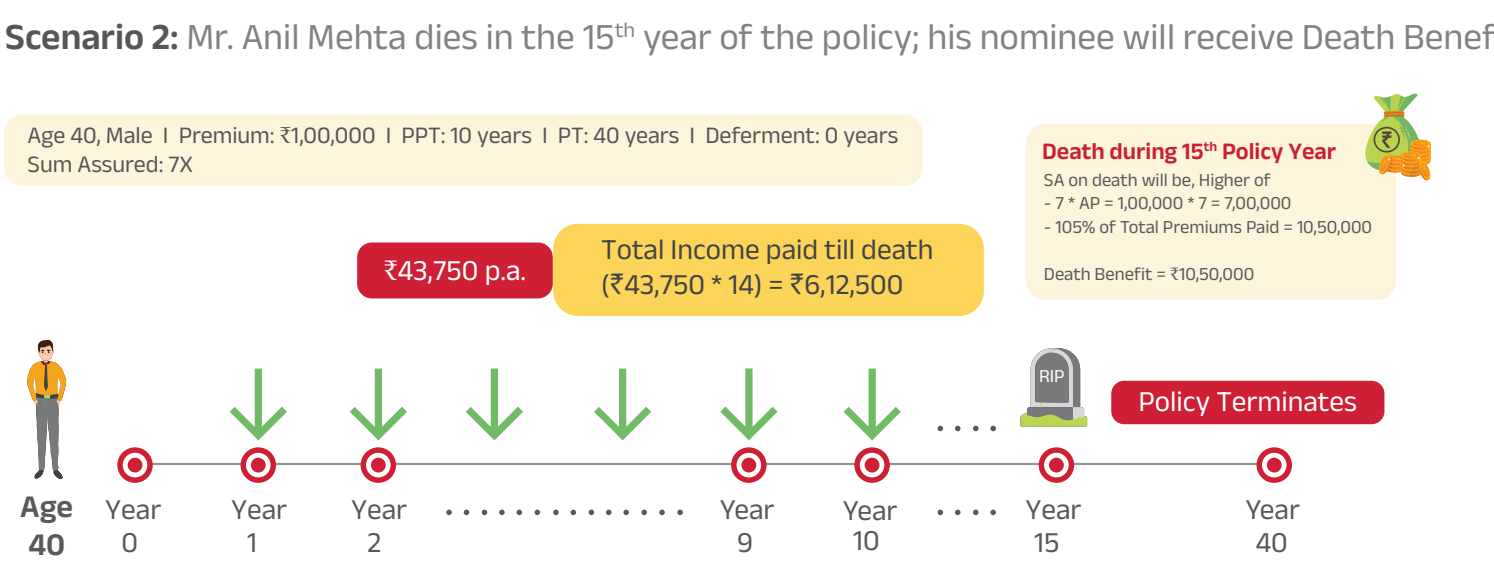 Scenario 2: Mr. Anil Mehta dies in the 15th year of the policy; his nominee will receive Death Benef
Age 40, Male I Premium: ₹1,00,000 I PPT: 10 years I PT: 40 years I Deferment: 0 years
Sum Assured: 7X
₹
Death during 15th Policy Year
SA on death will be, Higher of
- 7 * AP = 1,00,000 * 7 = 7,00,000
- 105% of Total Premiums Paid = 10,50,000
Death Benefit = ₹10,50,000
₹43,750 p.a.
Total Income paid till death
(₹43,750 * 14) = ₹6,12,500
RIP
Policy Terminates
Age
40
Year
0
Year
1
Year
2
..............
Year
9
Year
10
....
Year
15
Year
40